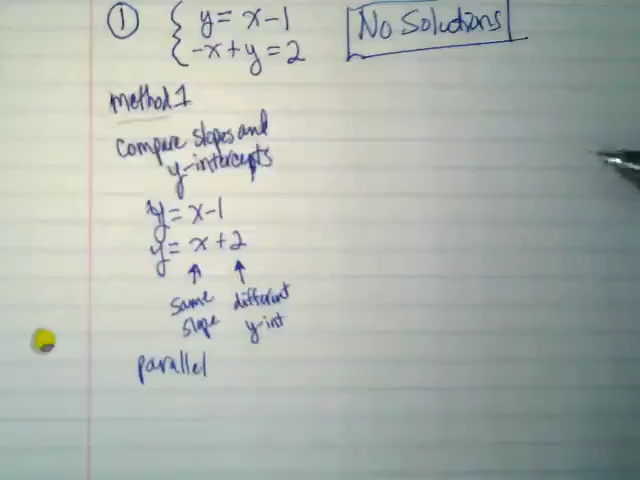 ① { y = x - 1 No Solutions
{ -x + y = 2
Method 1
Compare slopes and
y-intercepts
y = x - 1
y = x + 2
↑ ↑
same different
slope y-int
parallel